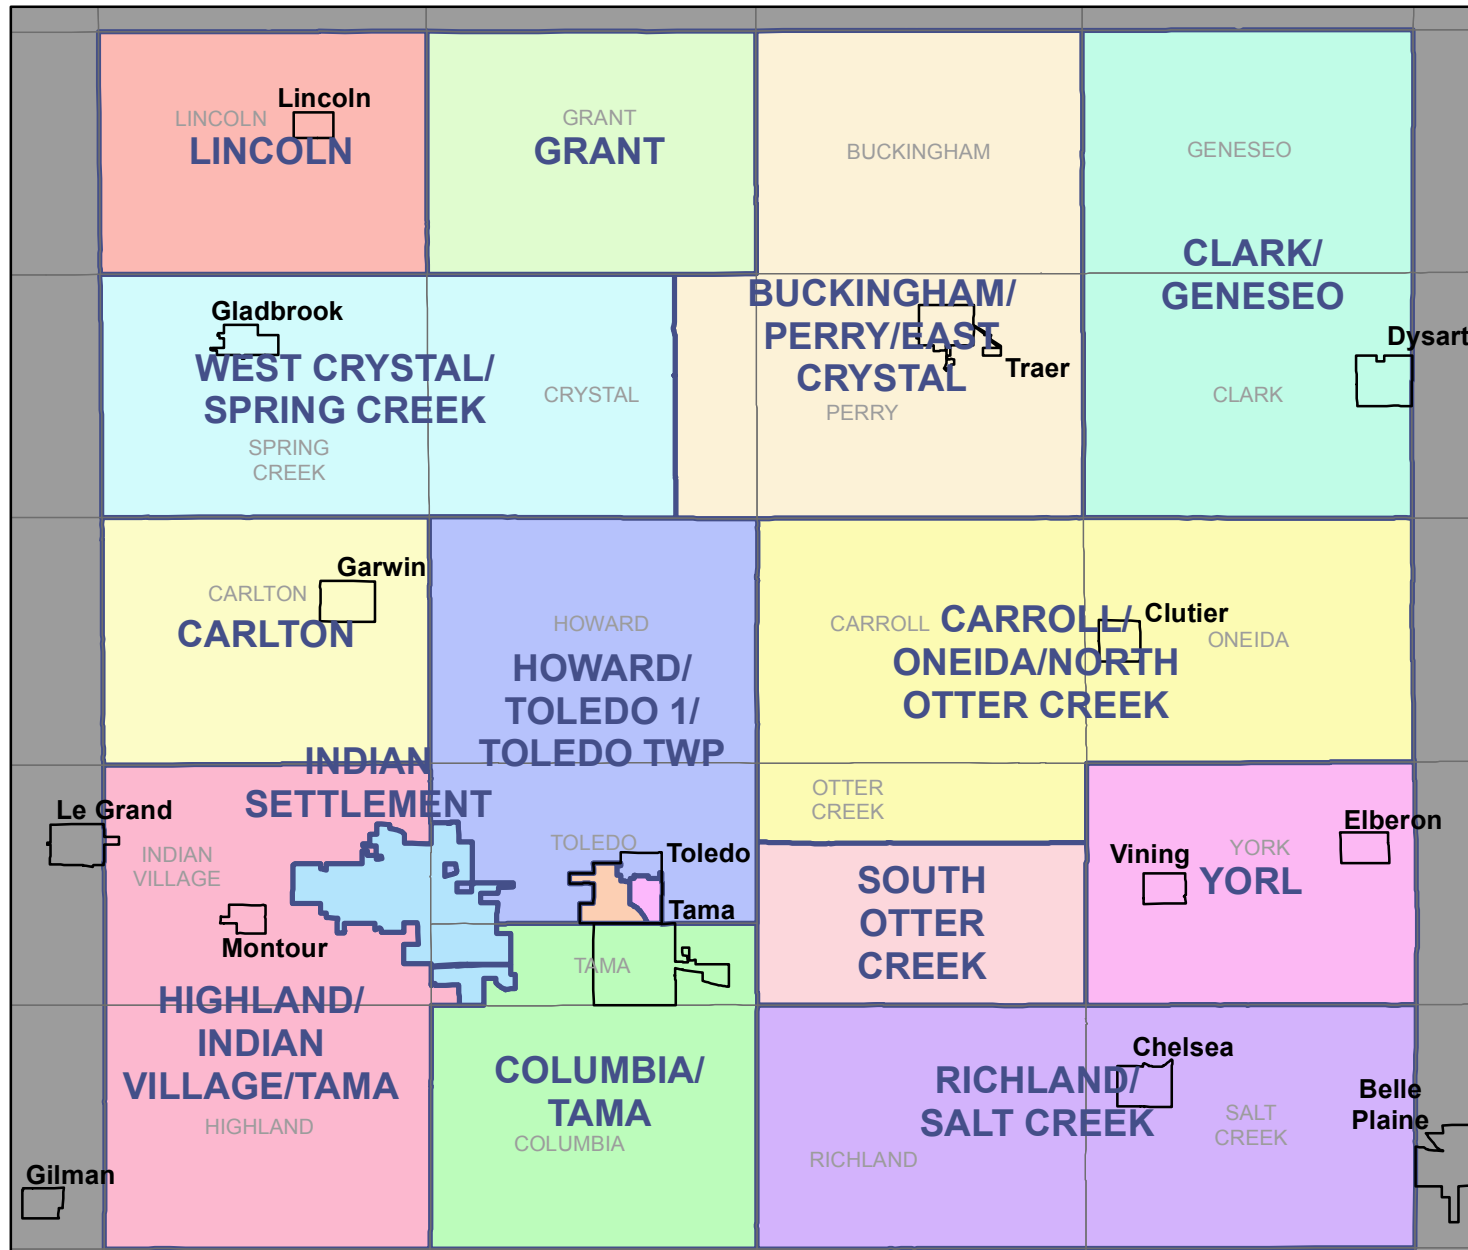 Lincoln
LINCOLN
LINCOLN
GRANT
GRANT
BUCKINGHAM
GENESEO
CLARK/
GENESEO
Gladbrook
WEST CRYSTAL/
SPRING CREEK
CRYSTAL
SPRING
CREEK
BUCKINGHAM/
PERRY/EAST
CRYSTAL
Traer
PERRY
Dysart
CLARK
Garwin
CARLTON
CARLTON
HOWARD
HOWARD/
TOLEDO 1/
TOLEDO TWP
CARROLL
CARROLL/
ONEIDA/NORTH
OTTER CREEK
Clutier
ONEIDA
INDIAN
SETTLEMENT
OTTER
CREEK
Le Grand
INDIAN
VILLAGE
TOLEDO
Toledo
Tama
Montour
SOUTH
OTTER
CREEK
Elberon
Vining
YORK
YORL
TAMA
HIGHLAND/
INDIAN
VILLAGE/TAMA
HIGHLAND
COLUMBIA/
TAMA
COLUMBIA
Chelsea
RICHLAND/
SALT CREEK
SALT
CREEK
RICHLAND
Belle
Plaine
Gilman